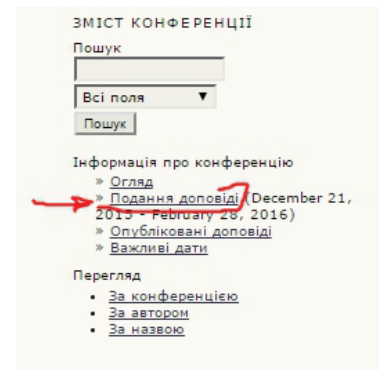 ЗМІСТ КОНФЕРЕНЦІЇ
Пошук
Всі поля
Пошук
Інформація про конференцію
» Огляд
» Подання доповіді (December 21,
2015 - February 28, 2016)
» Опубліковані доповіді
» Важливі дати
Перегляд
• За конференцією
• За автором
• За назвою